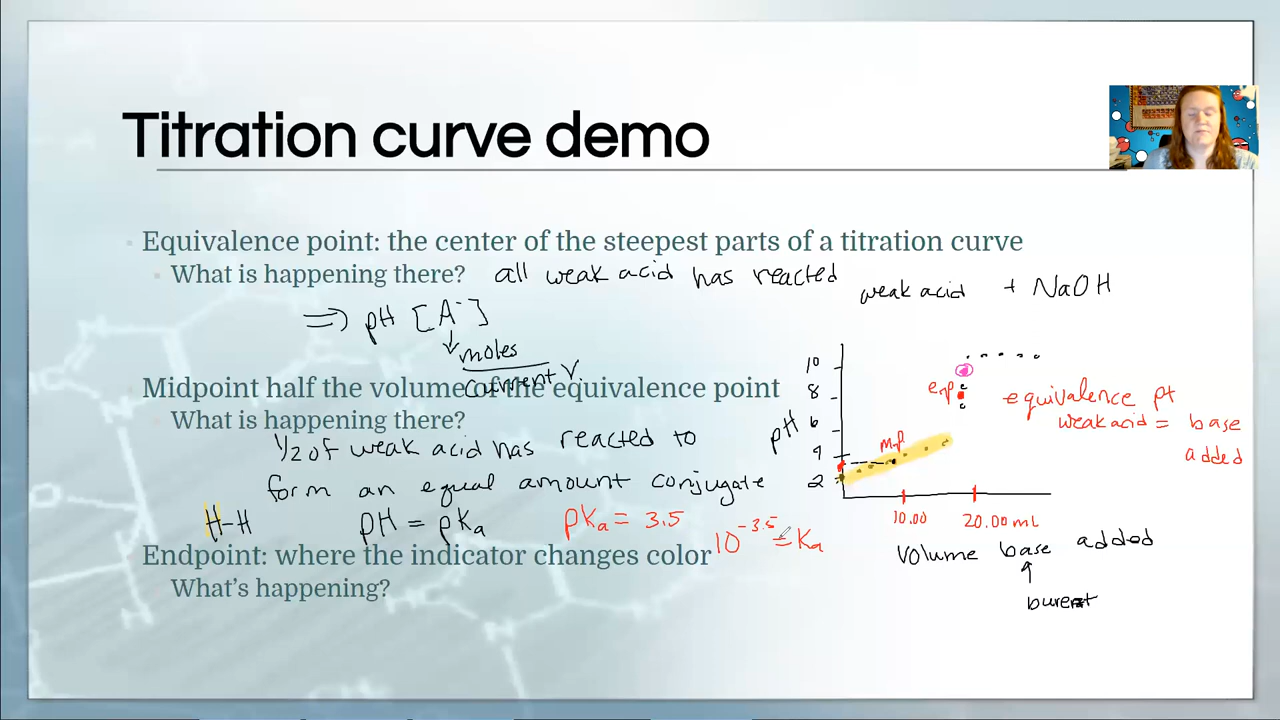 Titration curve demo
Equivalence point: the center of the steepest parts of a titration curve
What is happening there? all weak acid has reacted
weak acid + NaOH
⇒ pH [A⁻]
↓ moles
current V
Midpoint half the volume of the equivalence point
What is happening there?
1/2 of weak acid has reacted to
form an equal amount conjugate
H-H pH = pKa pKa = 3.5
10^-3.5 = Ka
Endpoint: where the indicator changes color
What's happening?
10
8
6
4
2
pH
eqp
mp
equivalence pt
weak acid = base
added
10.00 20.00 mL
Volume base added
↑